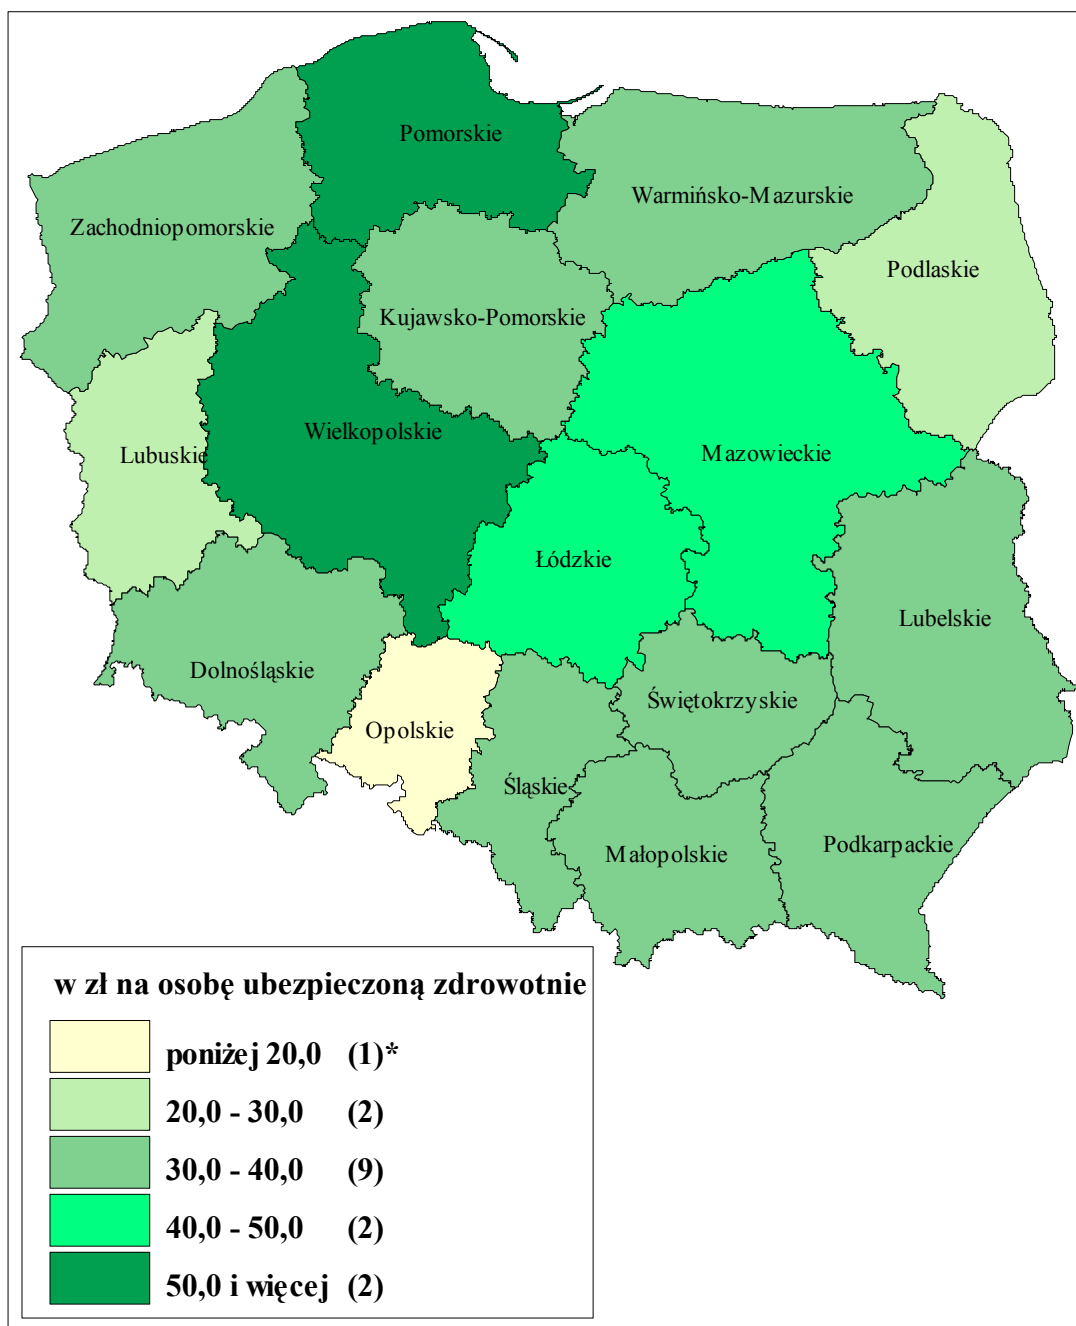 Pomorskie
Warmińsko-Mazurskie
Zachodniopomorskie
Podlaskie
Kujawsko-Pomorskie
Wielkopolskie
Lubuskie
Mazowieckie
Łódzkie
Lubelskie
Dolnośląskie
Świętokrzyskie
Opolskie
Śląskie
Podkarpackie
Małopolskie
w zł na osobę ubezpieczoną zdrowotnie
poniżej 20,0 (1)*
20,0 - 30,0 (2)
30,0 - 40,0 (9)
40,0 - 50,0 (2)
50,0 i więcej (2)